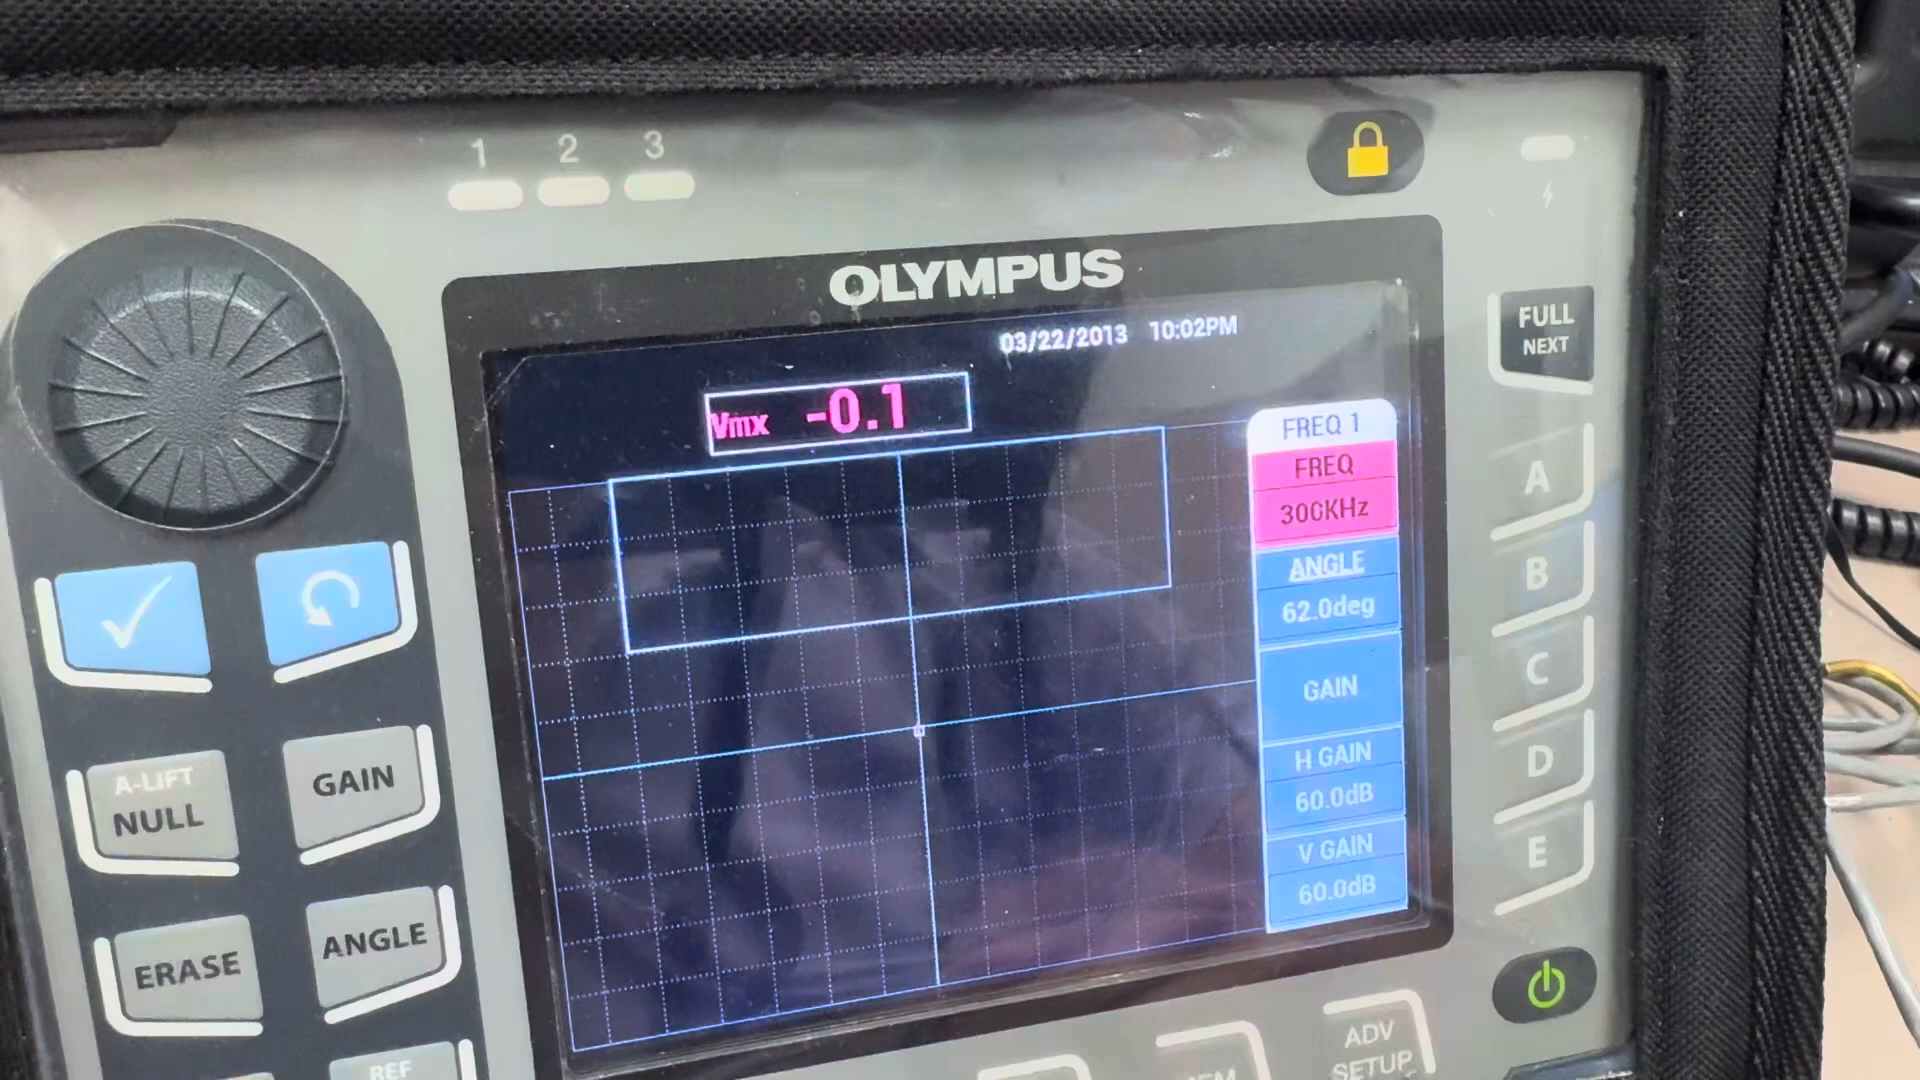 1 2 3
OLYMPUS
03/22/2013 10:02PM
Vmx -0.1
FREQ 1
FREQ
300KHz
ANGLE
62.0deg
GAIN
H GAIN
60.0dB
V GAIN
60.0dB
FULL
NEXT
A
B
C
D
E
A-LIFT
NULL
GAIN
ERASE
ANGLE
REF
ADV
SETUP